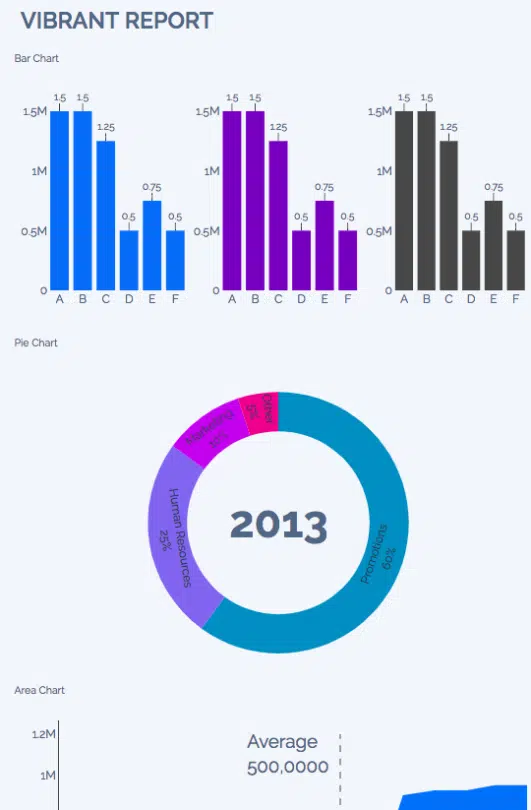 VIBRANT REPORT
Bar Chart
1.5 1.5 1.25 0.5 0.75 0.5
1.5M
1M
0.5M
0
A B C D E F
1.5 1.5 1.25 0.5 0.75 0.5
1.5M
1M
0.5M
0
A B C D E F
1.5 1.5 1.25 0.5 0.75 0.5
1.5M
1M
0.5M
0
A B C D E F
Pie Chart
Other
5%
Marketing
Human Resources
25%
2013
Promotions
60%
Area Chart
1.2M
1M
Average
500,0000